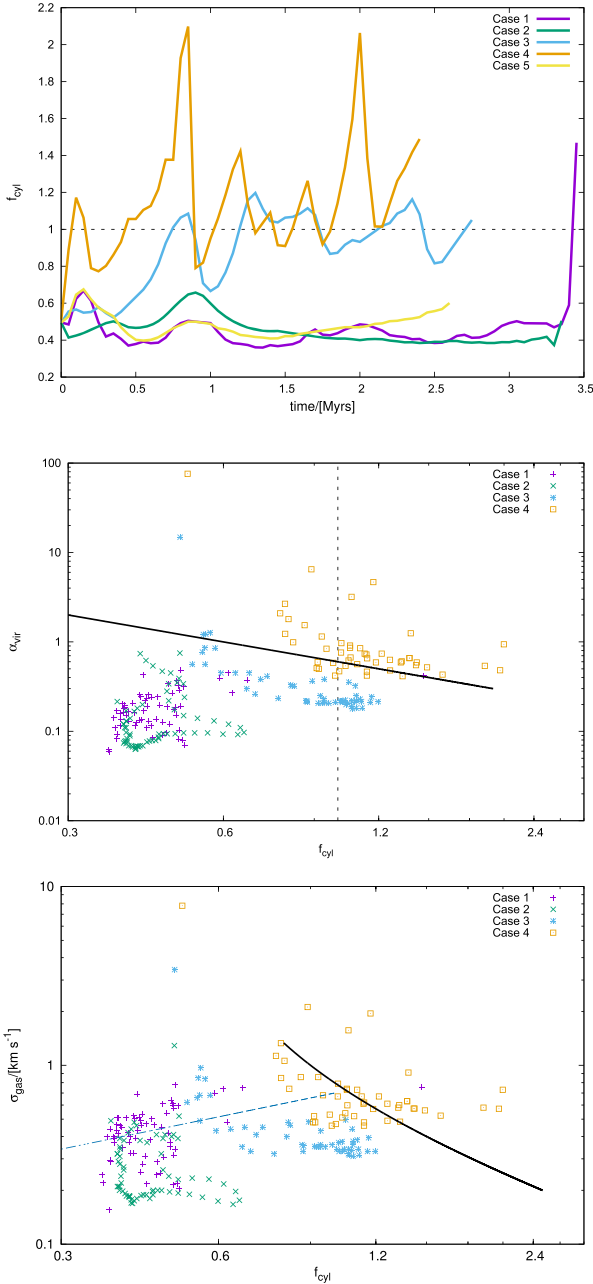 2.2
2
1.8
1.6
1.4
1.2
1
0.8
0.6
0.4
0.2
f_cyl
Case 1
Case 2
Case 3
Case 4
Case 5
0 0.5 1 1.5 2 2.5 3 3.5
time/[Myrs]
100
10
1
0.1
0.01
α_vir
Case 1
Case 2
Case 3
Case 4
0.3 0.6 1.2 2.4
f_cyl
10
1
0.1
σ_gas/[km s⁻¹]
Case 1
Case 2
Case 3
Case 4
0.3 0.6 1.2 2.4
f_cyl